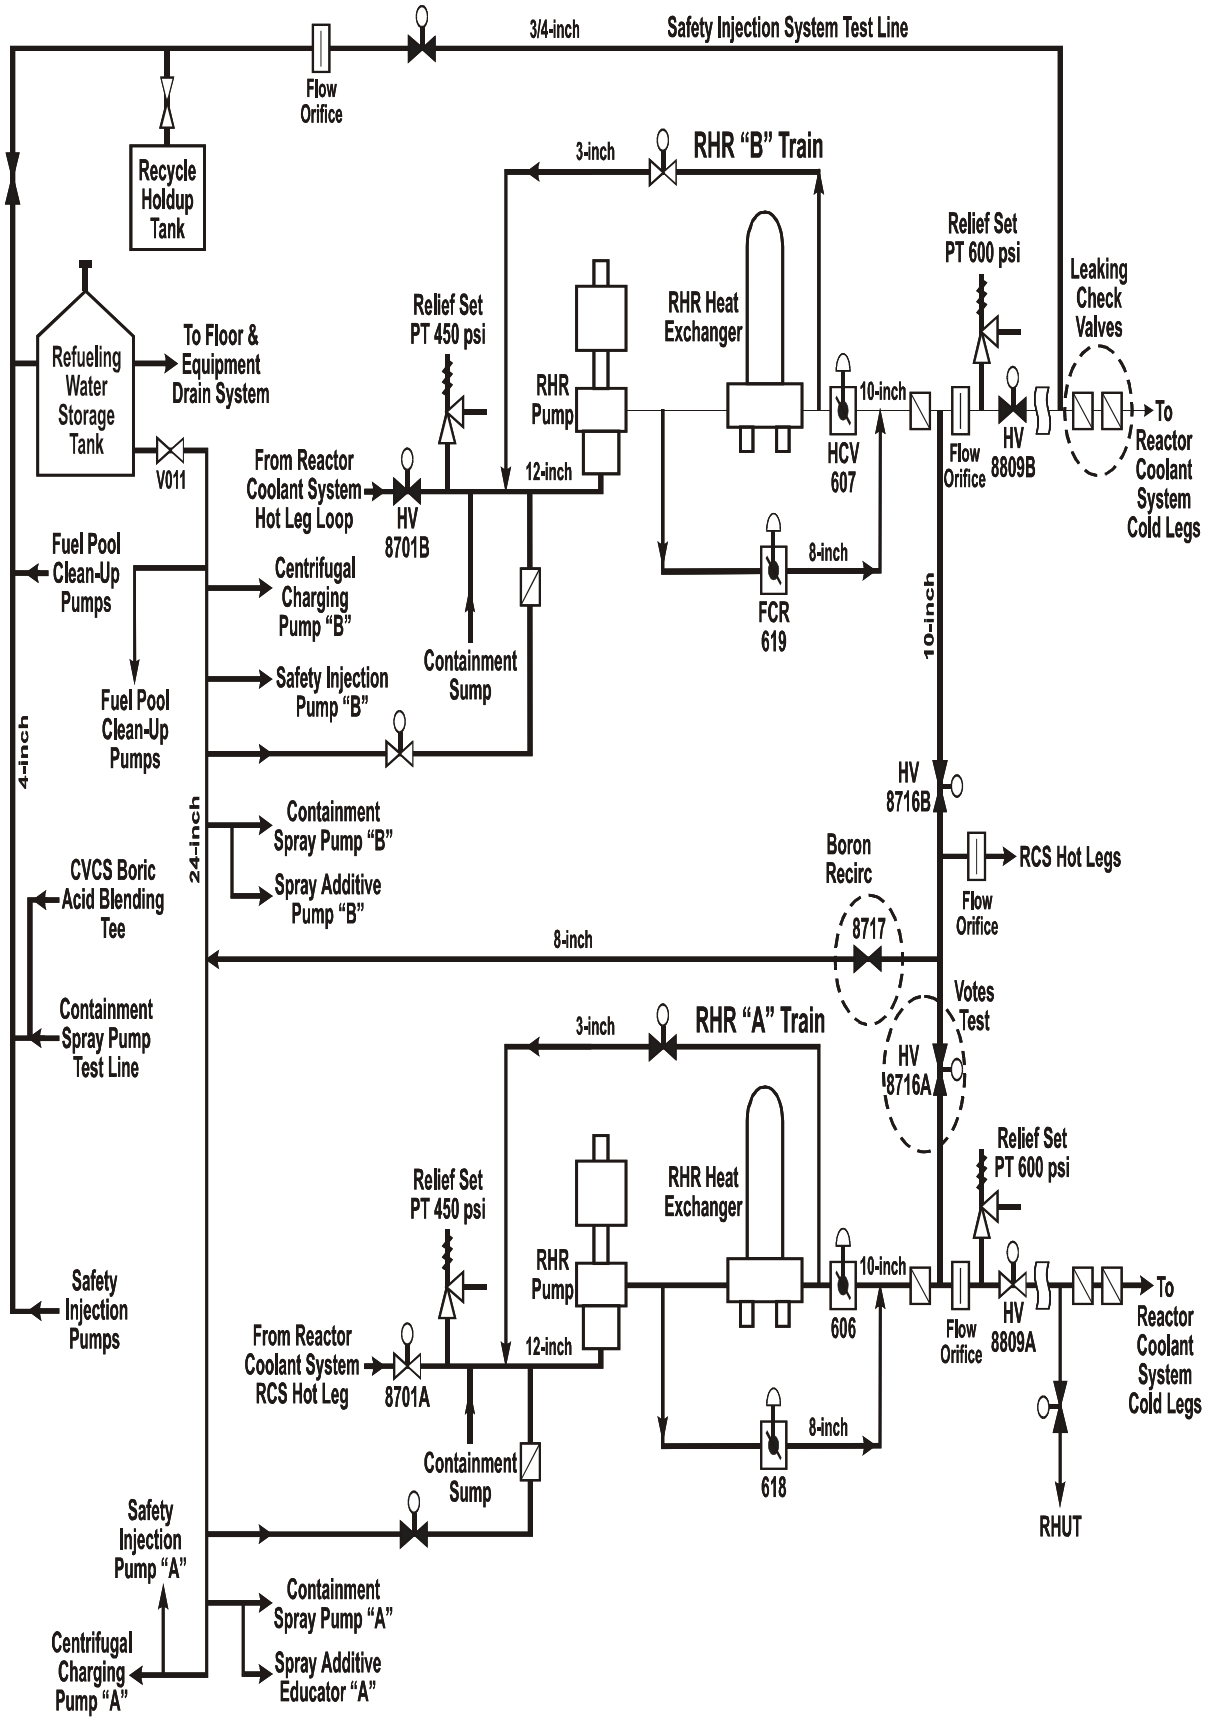 3/4-inch
Safety Injection System Test Line
Flow
Orifice
3-inch
RHR “B” Train
Recycle
Holdup
Tank
Relief Set
PT 600 psi
Leaking
Check
Valves
Relief Set
PT 450 psi
RHR Heat
Exchanger
To Floor &
Equipment
Drain System
Refueling
Water
Storage
Tank
RHR
Pump
10-inch
To
Reactor
Coolant
System
Cold Legs
HCV
607
Flow
Orifice
HV
8809B
V011
From Reactor
Coolant System
Hot Leg Loop
12-inch
HV
8701B
Fuel Pool
Clean-Up
Pumps
Centrifugal
Charging
Pump “B”
8-inch
FCR
619
10-inch
Containment
Sump
Safety Injection
Pump “B”
Fuel Pool
Clean-Up
Pumps
4-inch
24-inch
HV
8716B
Containment
Spray Pump “B”
Boron
Recirc
RCS Hot Legs
CVCS Boric
Acid Blending
Tee
Spray Additive
Pump “B”
Flow
Orifice
8717
8-inch
Votes
Test
Containment
Spray Pump
Test Line
3-inch
RHR “A” Train
HV
8716A
Relief Set
PT 600 psi
Relief Set
PT 450 psi
RHR Heat
Exchanger
RHR
Pump
10-inch
To
Reactor
Coolant
System
Cold Legs
Safety
Injection
Pumps
606
Flow
Orifice
HV
8809A
From Reactor
Coolant System
RCS Hot Leg
12-inch
8701A
8-inch
Containment
Sump
618
RHUT
Safety
Injection
Pump “A”
Containment
Spray Pump “A”
Centrifugal
Charging
Pump “A”
Spray Additive
Educator “A”